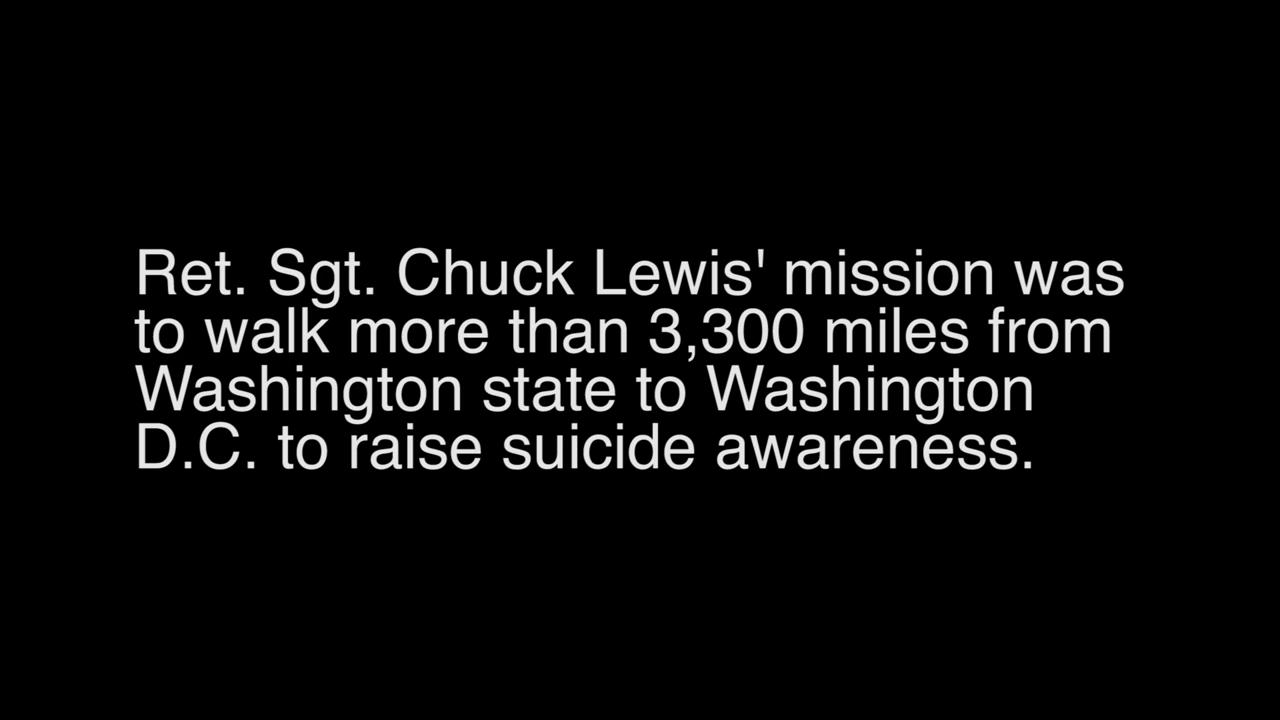 Ret. Sgt. Chuck Lewis' mission was
to walk more than 3,300 miles from
Washington state to Washington
D.C. to raise suicide awareness.